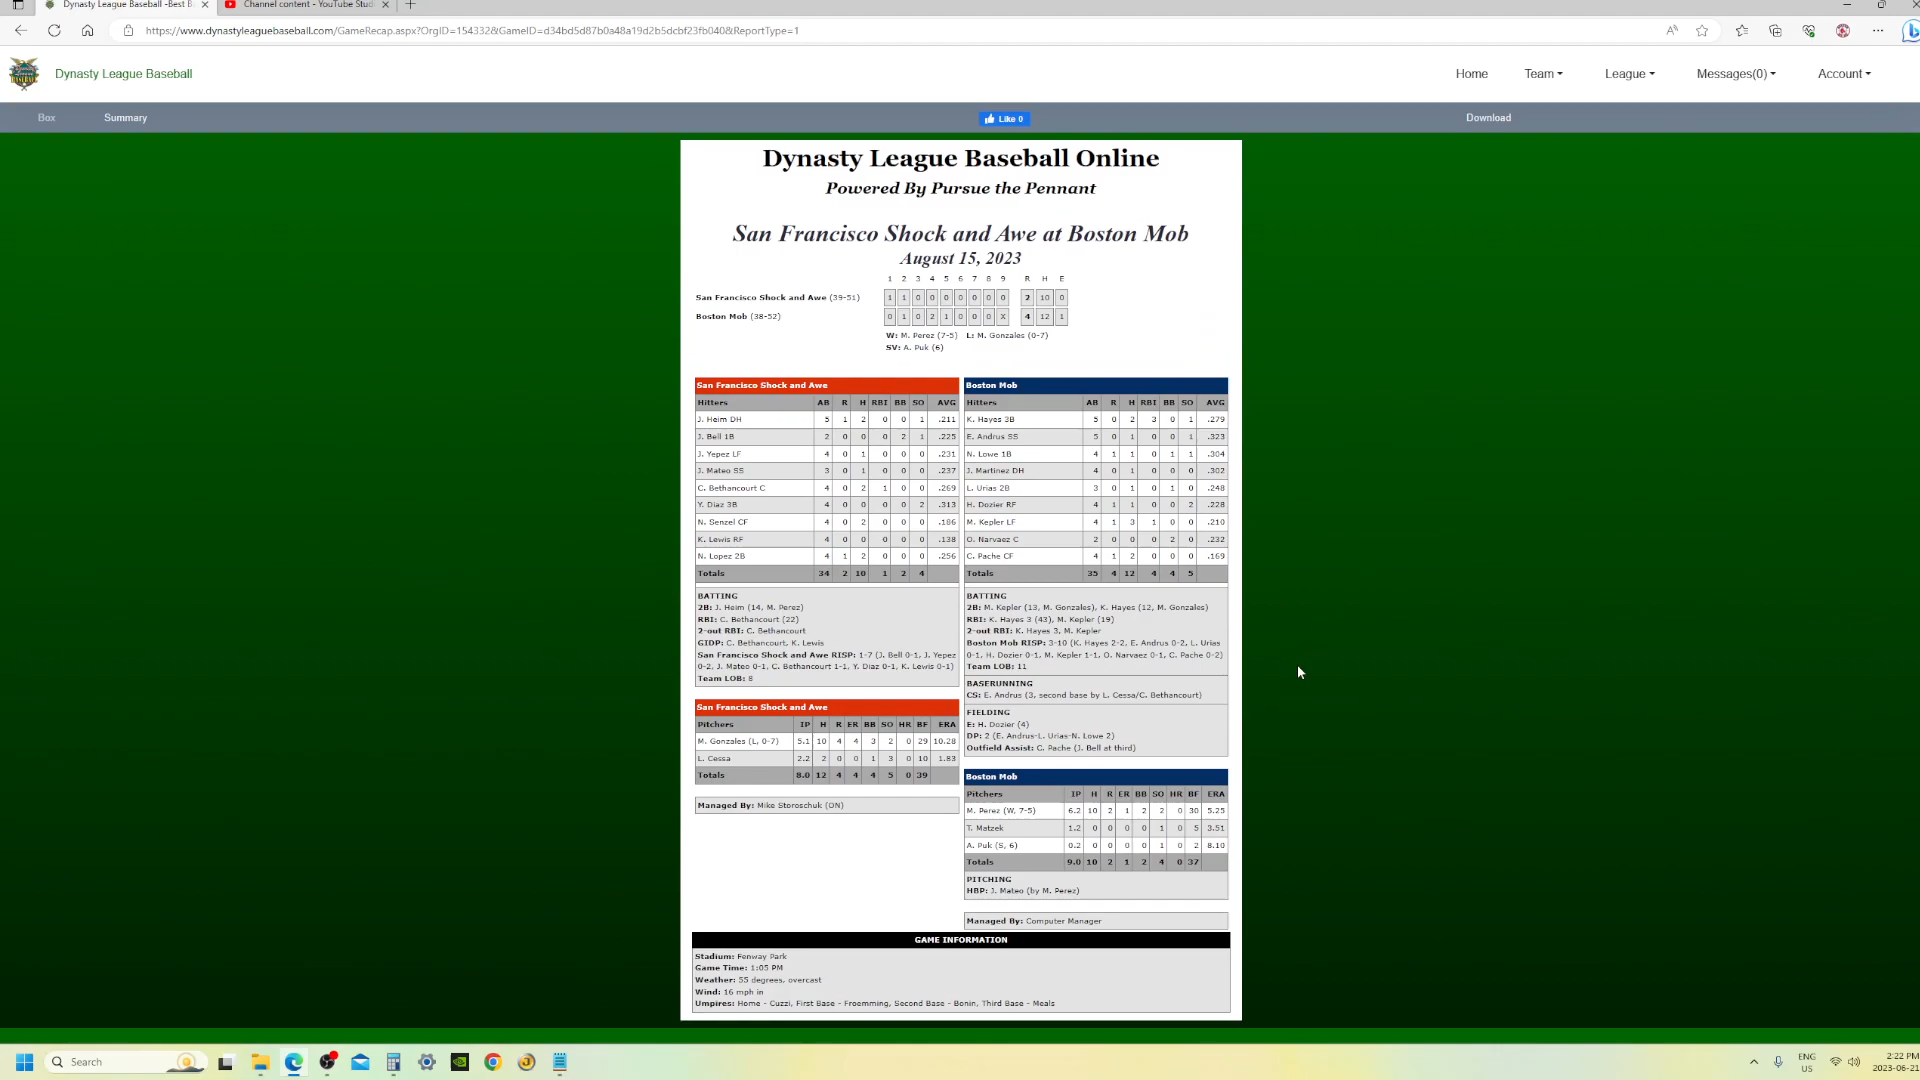 Dynasty League Baseball -Best B
Channel content - YouTube Stud
https://www.dynastyleaguebaseball.com/GameRecap.aspx?OrgID=154332&GameID=d34bd5d87b0a48a19d2b5dcbf23fb040&ReportType=1
Dynasty League Baseball
Home Team League Messages(0) Account
Box Summary Like 0 Download
Dynasty League Baseball Online
Powered By Pursue the Pennant
San Francisco Shock and Awe at Boston Mob
August 15, 2023
1 2 3 4 5 6 7 8 9 R H E
San Francisco Shock and Awe (39-51) 1 1 0 0 0 0 0 0 0 2 10 0
Boston Mob (38-52) 0 1 0 2 1 0 0 0 X 4 12 1
W: M. Perez (7-5) L: M. Gonzales (0-7)
SV: A. Puk (6)
San Francisco Shock and Awe
Hitters AB R H RBI BB SO AVG
J. Heim DH 5 1 2 0 0 1 .211
J. Bell 1B 2 0 0 0 2 1 .225
J. Yepez LF 4 0 1 0 0 0 .231
J. Mateo SS 3 0 1 0 0 0 .237
C. Bethancourt C 4 0 2 1 0 0 .269
Y. Diaz 3B 4 0 0 0 0 2 .313
N. Senzel CF 4 0 2 0 0 0 .186
K. Lewis RF 4 0 0 0 0 0 .138
N. Lopez 2B 4 1 2 0 0 0 .256
Totals 34 2 10 1 2 4
BATTING
2B: J. Heim (14, M. Perez)
RBI: C. Bethancourt (22)
2-out RBI: C. Bethancourt
GIDP: C. Bethancourt, K. Lewis
San Francisco Shock and Awe RISP: 1-7 (J. Bell 0-1, J. Yepez
0-2, J. Mateo 0-1, C. Bethancourt 1-1, Y. Diaz 0-1, K. Lewis 0-1)
Team LOB: 8
San Francisco Shock and Awe
Pitchers IP H R ER BB SO HR BF ERA
M. Gonzales (L, 0-7) 5.1 10 4 4 3 2 0 29 10.28
L. Cessa 2.2 2 0 0 1 3 0 10 1.83
Totals 8.0 12 4 4 4 5 0 39
Managed By: Mike Storoschuk (ON)
Boston Mob
Hitters AB R H RBI BB SO AVG
K. Hayes 3B 5 0 2 3 0 1 .279
E. Andrus SS 5 0 1 0 0 1 .323
N. Lowe 1B 4 1 1 0 1 1 .304
J. Martinez DH 4 0 1 0 0 0 .302
L. Urias 2B 3 0 1 0 1 0 .248
H. Dozier RF 4 1 1 0 0 2 .228
M. Kepler LF 4 1 3 1 0 0 .210
O. Narvaez C 2 0 0 0 2 0 .232
C. Pache CF 4 1 2 0 0 0 .169
Totals 35 4 12 4 4 5
BATTING
2B: M. Kepler (13, M. Gonzales), K. Hayes (12, M. Gonzales)
RBI: K. Hayes 3 (43), M. Kepler (19)
2-out RBI: K. Hayes 3, M. Kepler
Boston Mob RISP: 3-10 (K. Hayes 2-2, E. Andrus 0-2, L. Urias
0-1, H. Dozier 0-1, M. Kepler 1-1, O. Narvaez 0-1, C. Pache 0-2)
Team LOB: 11
BASERUNNING
CS: E. Andrus (3, second base by L. Cessa/C. Bethancourt)
FIELDING
E: H. Dozier (4)
DP: 2 (E. Andrus-L. Urias-N. Lowe 2)
Outfield Assist: C. Pache (J. Bell at third)
Boston Mob
Pitchers IP H R ER BB SO HR BF ERA
M. Perez (W, 7-5) 6.2 10 2 1 2 2 0 30 5.25
T. Matzek 1.2 0 0 0 0 1 0 5 3.51
A. Puk (S, 6) 0.2 0 0 0 0 1 0 2 8.10
Totals 9.0 10 2 1 2 4 0 37
PITCHING
HBP: J. Mateo (by M. Perez)
Managed By: Computer Manager
GAME INFORMATION
Stadium: Fenway Park
Game Time: 1:05 PM
Weather: 55 degrees, overcast
Wind: 16 mph in
Umpires: Home - Cuzzi, First Base - Froemming, Second Base - Bonin, Third Base - Meals
Search
ENG
US
2:22 PM
2023-06-21